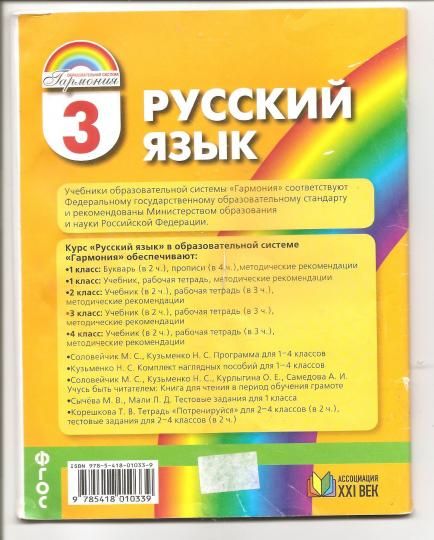 ОБРАЗОВАТЕЛЬНАЯ СИСТЕМА
Гармония
3
РУССКИЙ
ЯЗЫК
Учебники образовательной системы «Гармония» соответствуют
Федеральному государственному образовательному стандарту
и рекомендованы Министерством образования
и науки Российской Федерации.
Курс «Русский язык» в образовательной системе
«Гармония» обеспечивают:
•1 класс: Букварь (в 2 ч.), прописи (в 4 ч.),методические рекомендации
•1 класс: Учебник, рабочая тетрадь, методические рекомендации
•2 класс: Учебник (в 2 ч.), рабочая тетрадь (в 3 ч.),
методические рекомендации
•3 класс: Учебник (в 2 ч.), рабочая тетрадь (в 3 ч.),
методические рекомендации
•4 класс: Учебник (в 2 ч.), рабочая тетрадь (в 3 ч.),
методические рекомендации
•Соловейчик М. С., Кузьменко Н. С. Программа для 1–4 классов
•Кузьменко Н. С. Комплект наглядных пособий для 1–4 классов
•Соловейчик М. С., Кузьменко Н. С., Курлыгина О. Е., Самедова А. И.
Учусь быть читателем: Книга для чтения в период обучения грамоте
•Сычёва М. В., Мали Л. Д. Тестовые задания для 1 класса
•Корешкова Т. В. Тетрадь «Потренируйся» для 2–4 классов (в 2 ч.),
тестовые задания для 2–4 классов (в 2 ч.)
ФГОС
ISBN 978-5-418-01033-9
9 785418 010339
АССОЦИАЦИЯ
XXI ВЕК